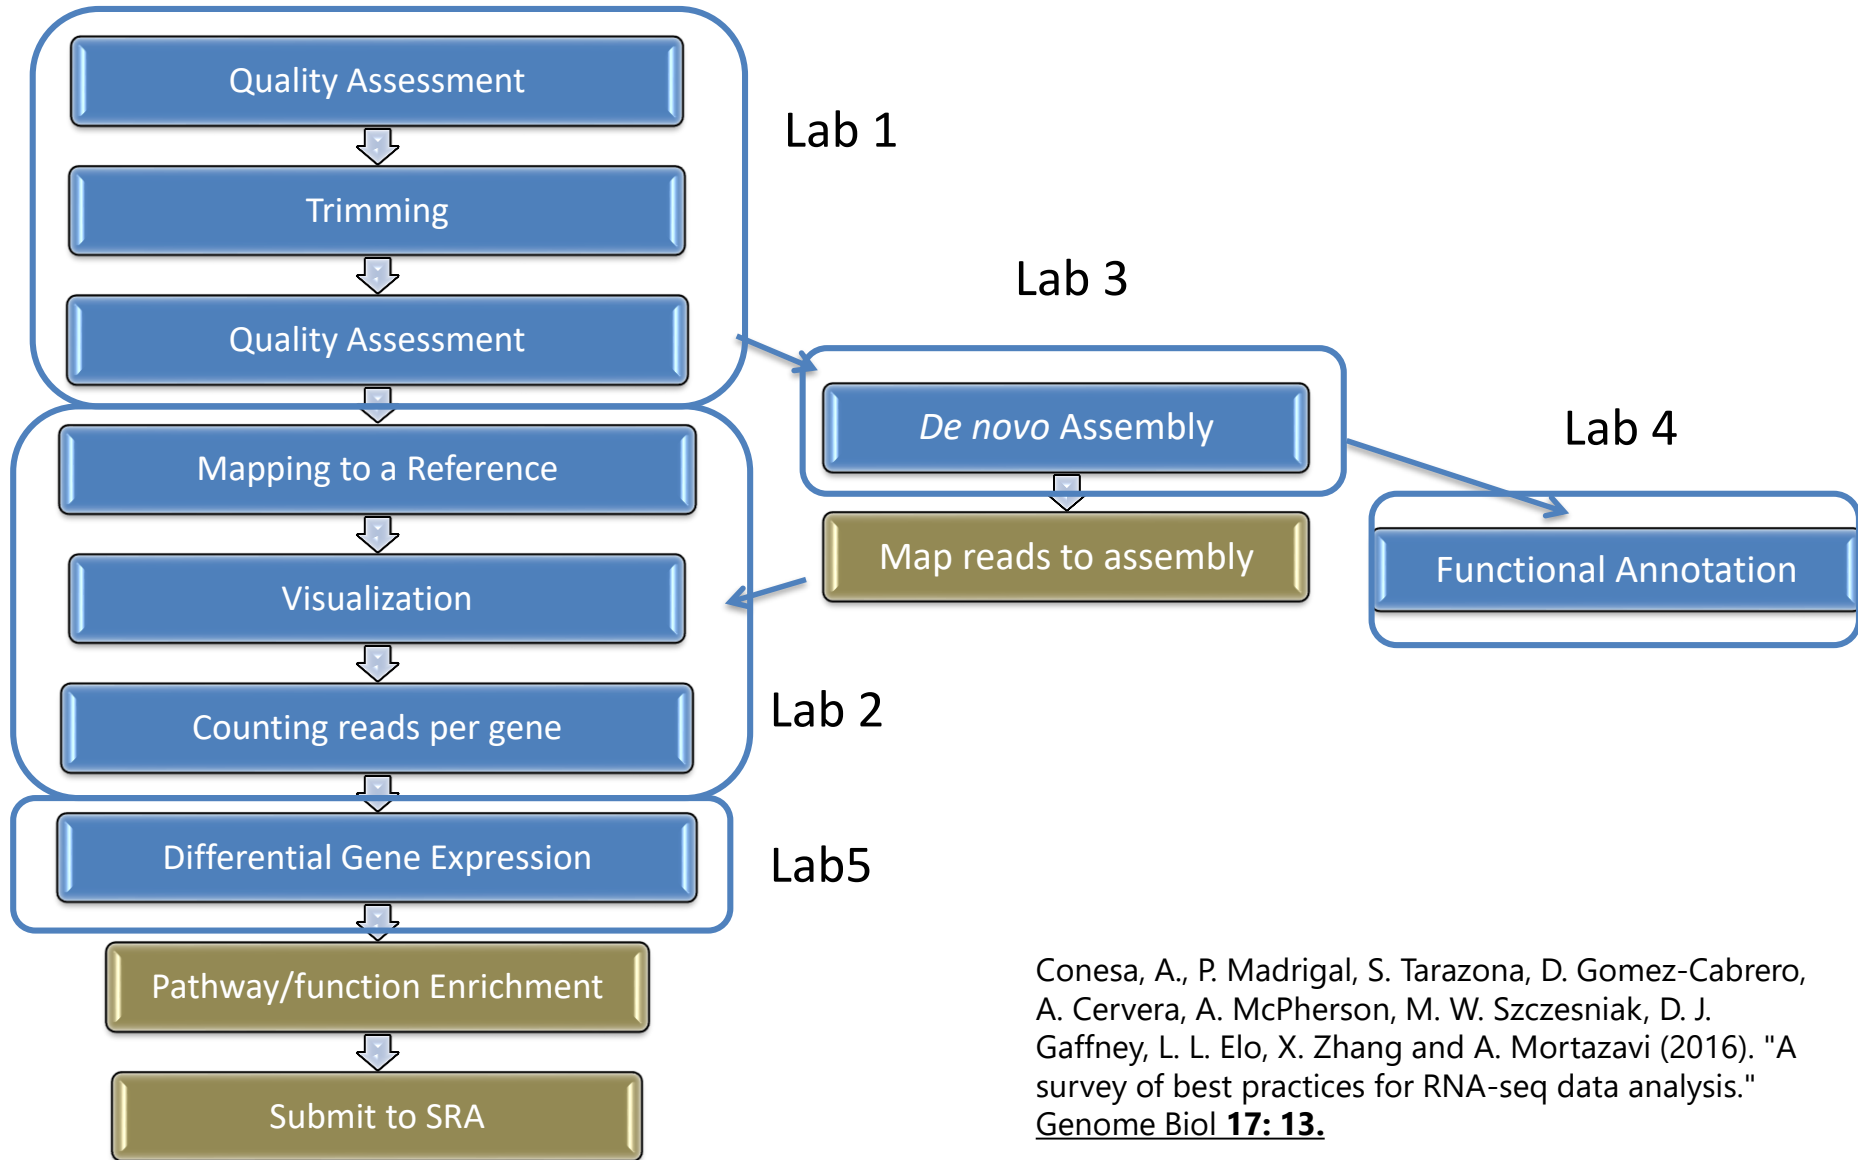 Quality Assessment
Lab 1
Trimming
Quality Assessment
Lab 3
De novo Assembly
Lab 4
Mapping to a Reference
Map reads to assembly
Functional Annotation
Visualization
Counting reads per gene
Lab 2
Differential Gene Expression
Lab5
Pathway/function Enrichment
Submit to SRA
Conesa, A., P. Madrigal, S. Tarazona, D. Gomez-Cabrero,
A. Cervera, A. McPherson, M. W. Szczesniak, D. J.
Gaffney, L. L. Elo, X. Zhang and A. Mortazavi (2016). "A
survey of best practices for RNA-seq data analysis."
Genome Biol 17: 13.